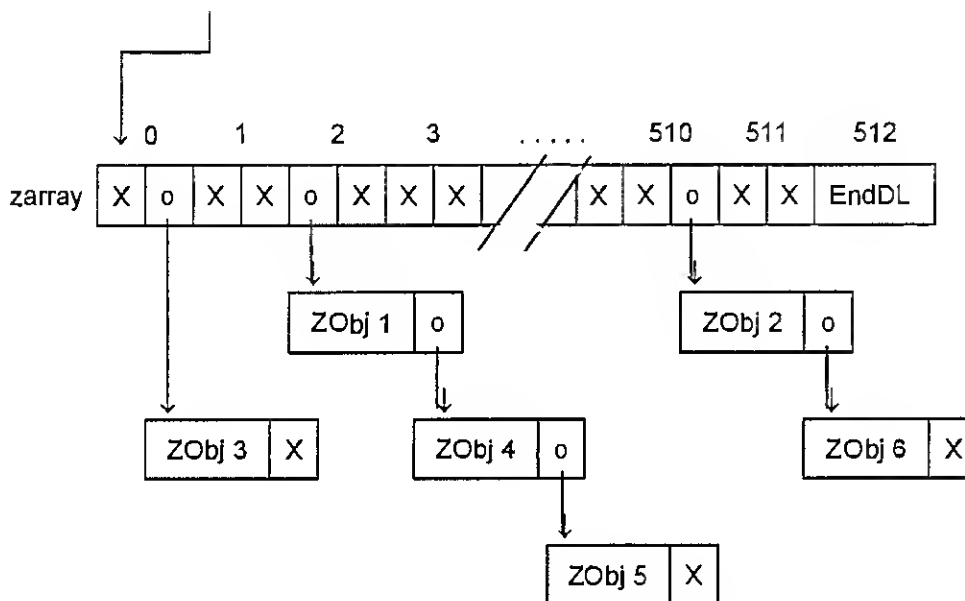 0 1 2 3 ..... 510 511 512
zarray X o X X o X X X X X o X X EndDL
ZObj 1 o ZObj 2 o
ZObj 3 X ZObj 4 o ZObj 6 X
ZObj 5 X